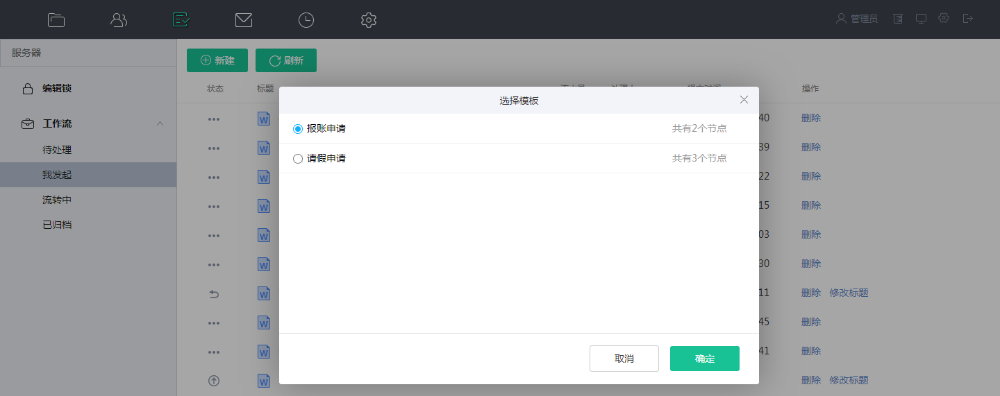 管理员
服务器
新建 刷新
编辑锁
状态 标题 操作
选择模板
工作流
40 删除
报账申请 共有2个节点
待处理
39 删除
请假申请 共有3个节点
我发起
22 删除
流转中
15 删除
已归档
03 删除
30 删除
11 删除 修改标题
45 删除
41 删除
取消 确定
删除 修改标题
W
W
W
W
W
W
W
W
W
W